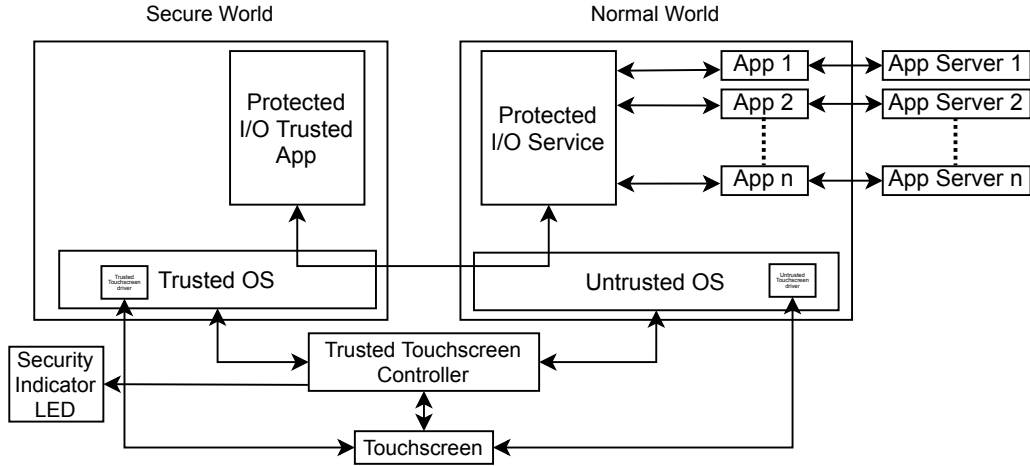 Secure World
Normal World
Protected
I/O Trusted
App
Protected
I/O Service
App 1
App Server 1
App 2
App Server 2
App n
App Server n
Trusted
Touchscreen
driver
Trusted OS
Untrusted OS
Untrusted
Touchscreen
driver
Trusted Touchscreen
Controller
Security
Indicator
LED
Touchscreen